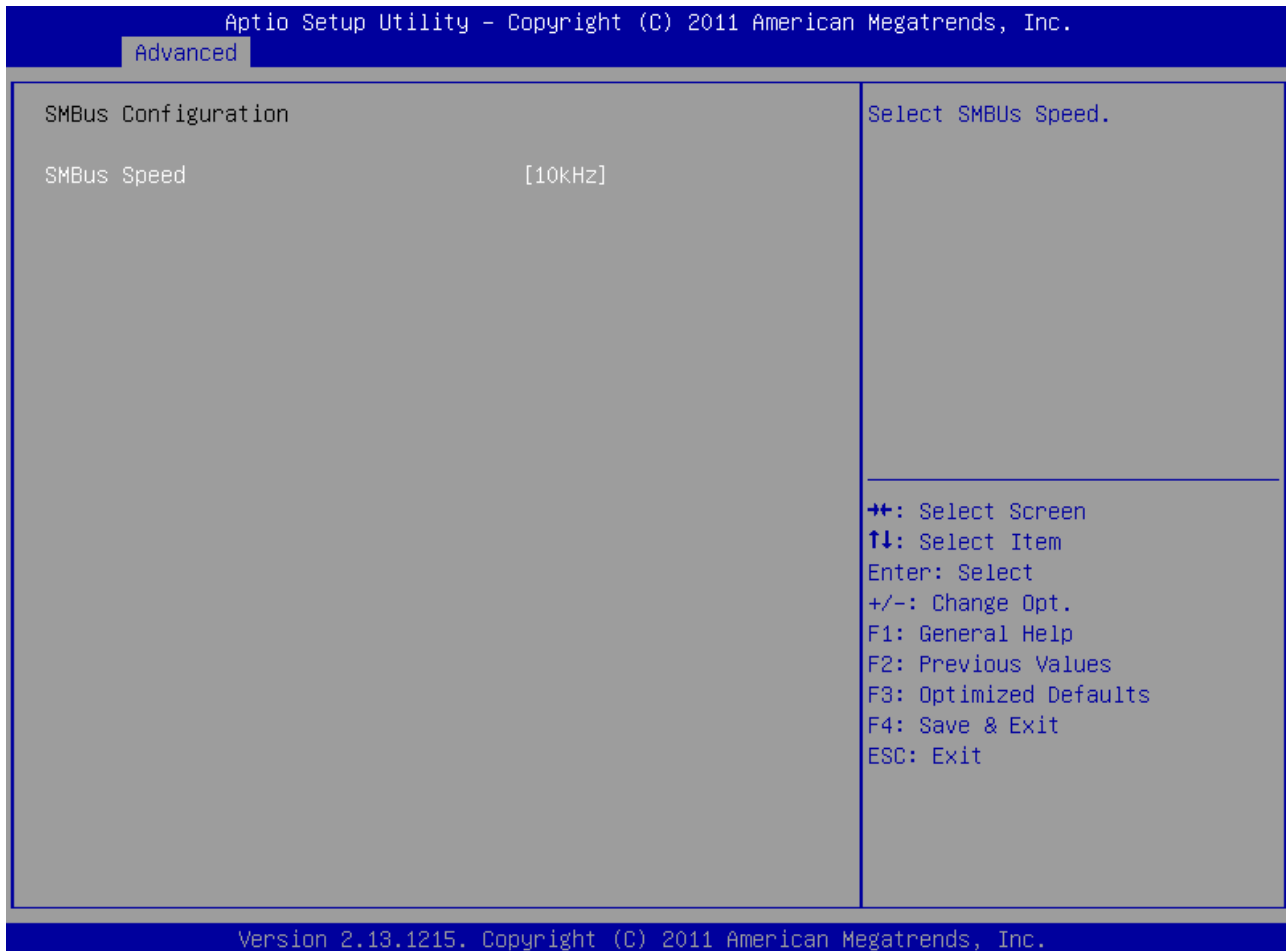 Aptio Setup Utility – Copyright (C) 2011 American Megatrends, Inc.
Advanced
SMBus Configuration
SMBus Speed [10kHz]
Select SMBUs Speed.
→←: Select Screen
↑↓: Select Item
Enter: Select
+/-: Change Opt.
F1: General Help
F2: Previous Values
F3: Optimized Defaults
F4: Save & Exit
ESC: Exit
Version 2.13.1215. Copyright (C) 2011 American Megatrends, Inc.